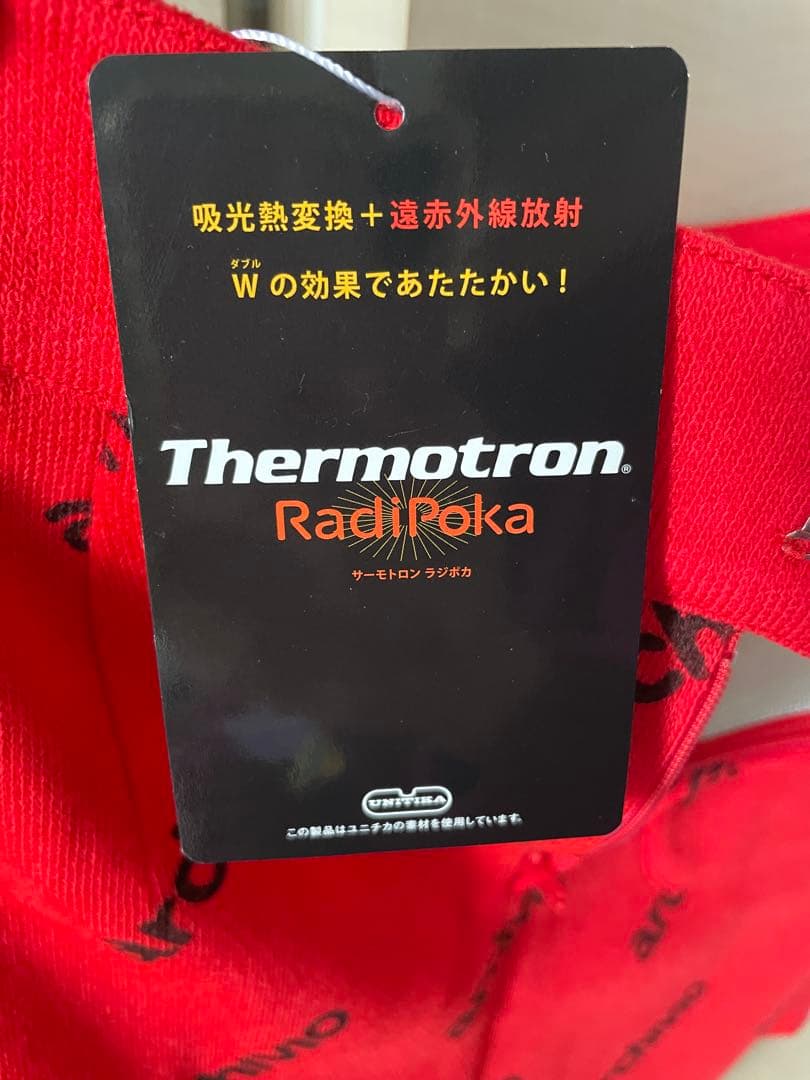 吸光熱変換＋遠赤外線放射
ダブル
Wの効果であたたかい！
Thermotron®
RadiPoka
サーモトロン ラジポカ
UNITIKA
この製品はユニチカの素材を使用しています。